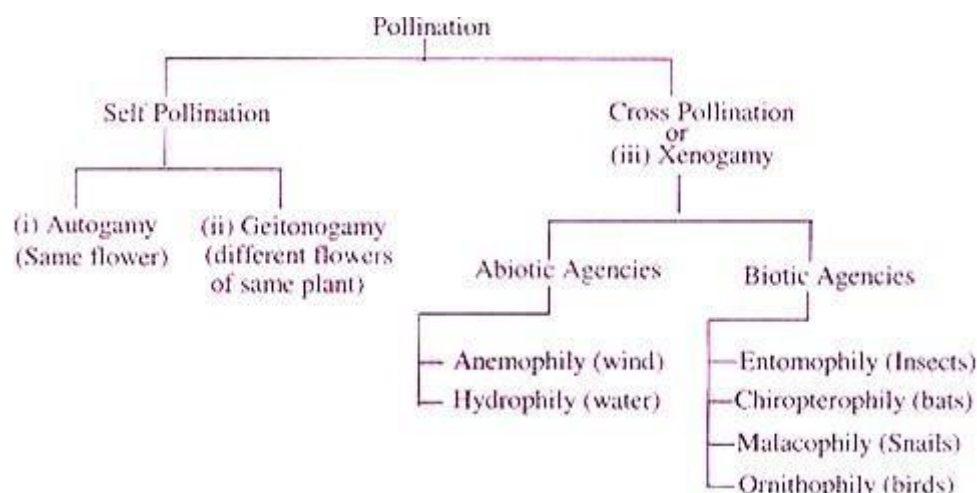 Pollination
Self Pollination
Cross Pollination
or
(iii) Xenogamy
(i) Autogamy
(Same flower)
(ii) Geitonogamy
(different flowers
of same plant)
Abiotic Agencies
Biotic Agencies
Anemophily (wind)
Hydrophily (water)
Entomophily (Insects)
Chiropterophily (bats)
Malacophily (Snails)
Ornithophily (birds)